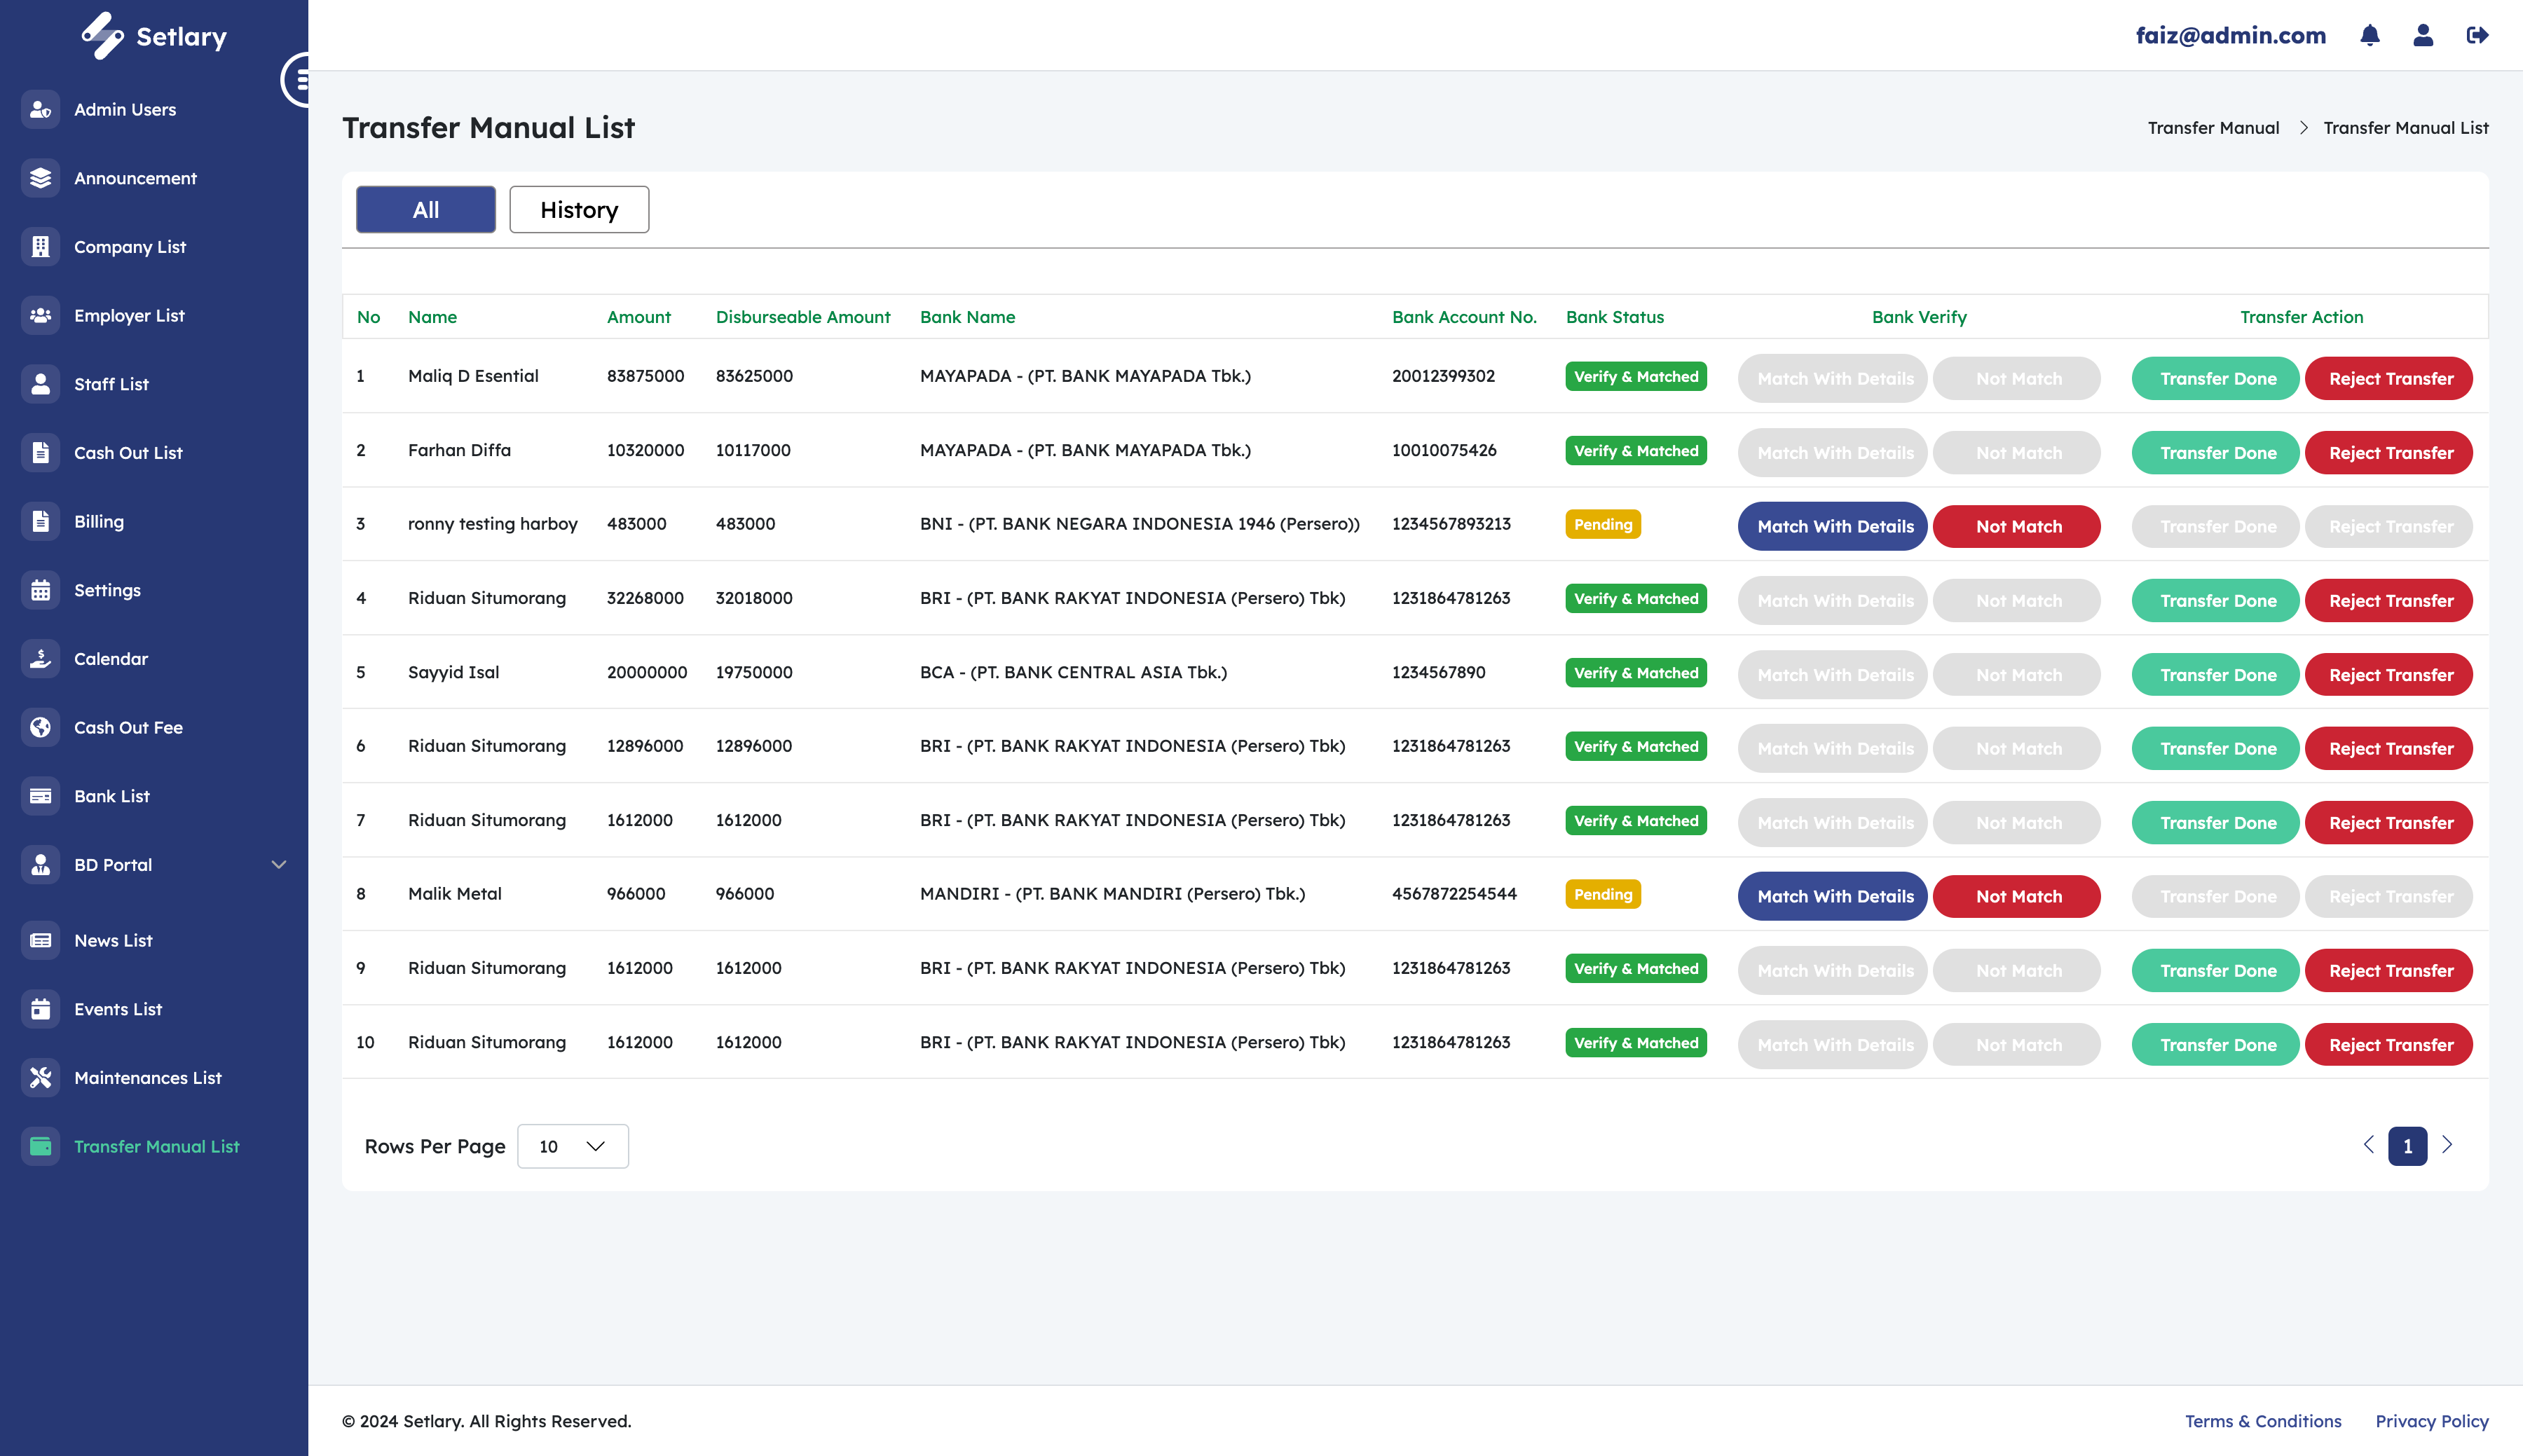 Setlary
faiz@admin.com
Admin Users
Announcement
Company List
Employer List
Staff List
Cash Out List
Billing
Settings
Calendar
Cash Out Fee
Bank List
BD Portal
News List
Events List
Maintenances List
Transfer Manual List
Transfer Manual List
Transfer Manual > Transfer Manual List
All History
No Name Amount Disburseable Amount Bank Name Bank Account No. Bank Status Bank Verify Transfer Action
1 Maliq D Esential 83875000 83625000 MAYAPADA - (PT. BANK MAYAPADA Tbk.) 20012399302 Verify & Matched Match With Details Not Match Transfer Done Reject Transfer
2 Farhan Diffa 10320000 10117000 MAYAPADA - (PT. BANK MAYAPADA Tbk.) 10010075426 Verify & Matched Match With Details Not Match Transfer Done Reject Transfer
3 ronny testing harboy 483000 483000 BNI - (PT. BANK NEGARA INDONESIA 1946 (Persero)) 1234567893213 Pending Match With Details Not Match Transfer Done Reject Transfer
4 Riduan Situmorang 32268000 32018000 BRI - (PT. BANK RAKYAT INDONESIA (Persero) Tbk) 1231864781263 Verify & Matched Match With Details Not Match Transfer Done Reject Transfer
5 Sayyid Isal 20000000 19750000 BCA - (PT. BANK CENTRAL ASIA Tbk.) 1234567890 Verify & Matched Match With Details Not Match Transfer Done Reject Transfer
6 Riduan Situmorang 12896000 12896000 BRI - (PT. BANK RAKYAT INDONESIA (Persero) Tbk) 1231864781263 Verify & Matched Match With Details Not Match Transfer Done Reject Transfer
7 Riduan Situmorang 1612000 1612000 BRI - (PT. BANK RAKYAT INDONESIA (Persero) Tbk) 1231864781263 Verify & Matched Match With Details Not Match Transfer Done Reject Transfer
8 Malik Metal 966000 966000 MANDIRI - (PT. BANK MANDIRI (Persero) Tbk.) 4567872254544 Pending Match With Details Not Match Transfer Done Reject Transfer
9 Riduan Situmorang 1612000 1612000 BRI - (PT. BANK RAKYAT INDONESIA (Persero) Tbk) 1231864781263 Verify & Matched Match With Details Not Match Transfer Done Reject Transfer
10 Riduan Situmorang 1612000 1612000 BRI - (PT. BANK RAKYAT INDONESIA (Persero) Tbk) 1231864781263 Verify & Matched Match With Details Not Match Transfer Done Reject Transfer
Rows Per Page 10
1
© 2024 Setlary. All Rights Reserved.
Terms & Conditions Privacy Policy